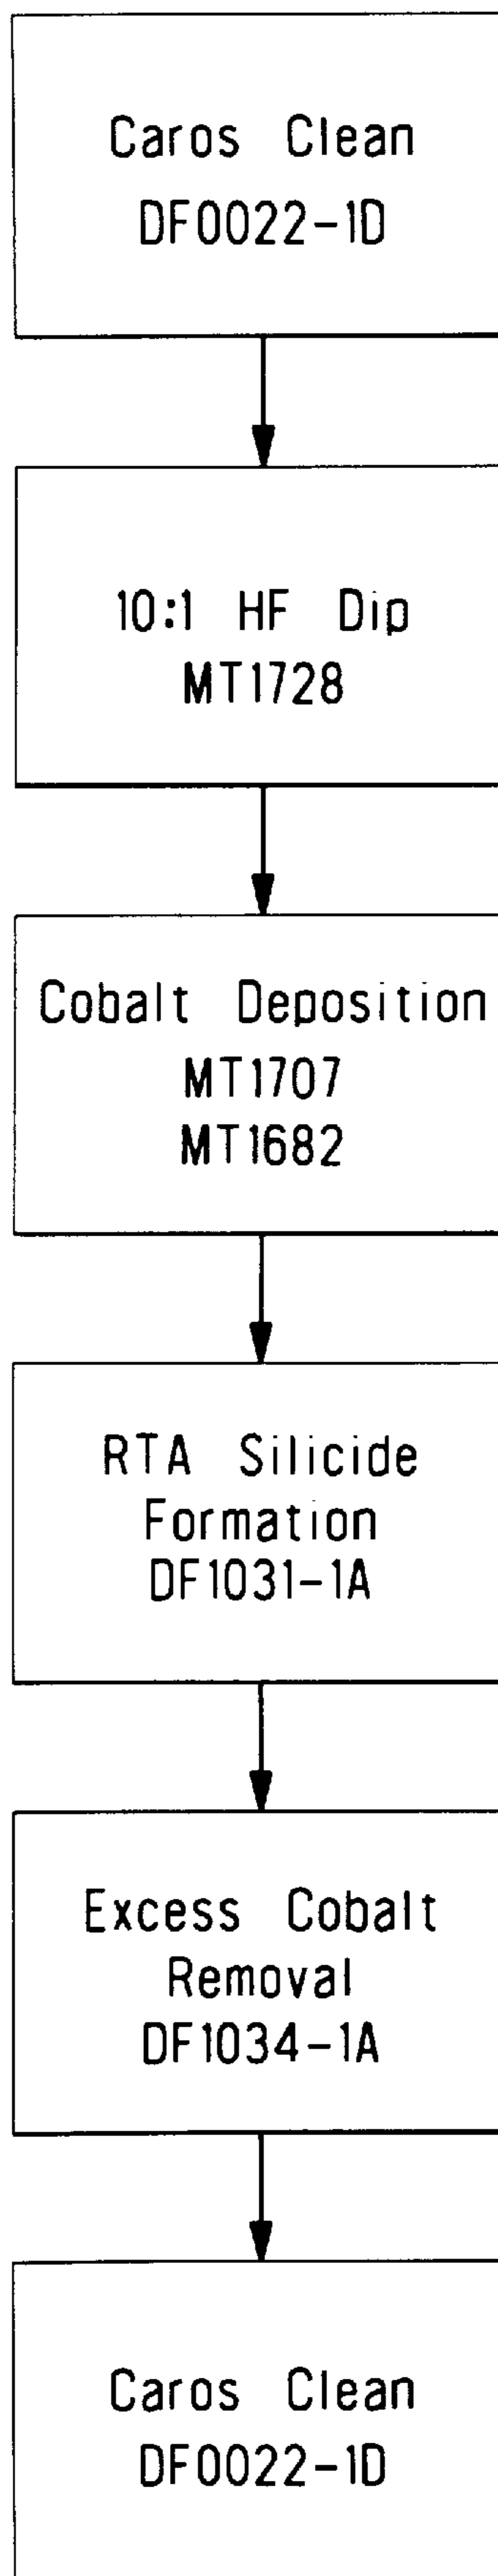 Caros Clean
DF0022-1D
10:1 HF Dip
MT1728
Cobalt Deposition
MT1707
MT1682
RTA Silicide
Formation
DF1031-1A
Excess Cobalt
Removal
DF1034-1A
Caros Clean
DF0022-1D